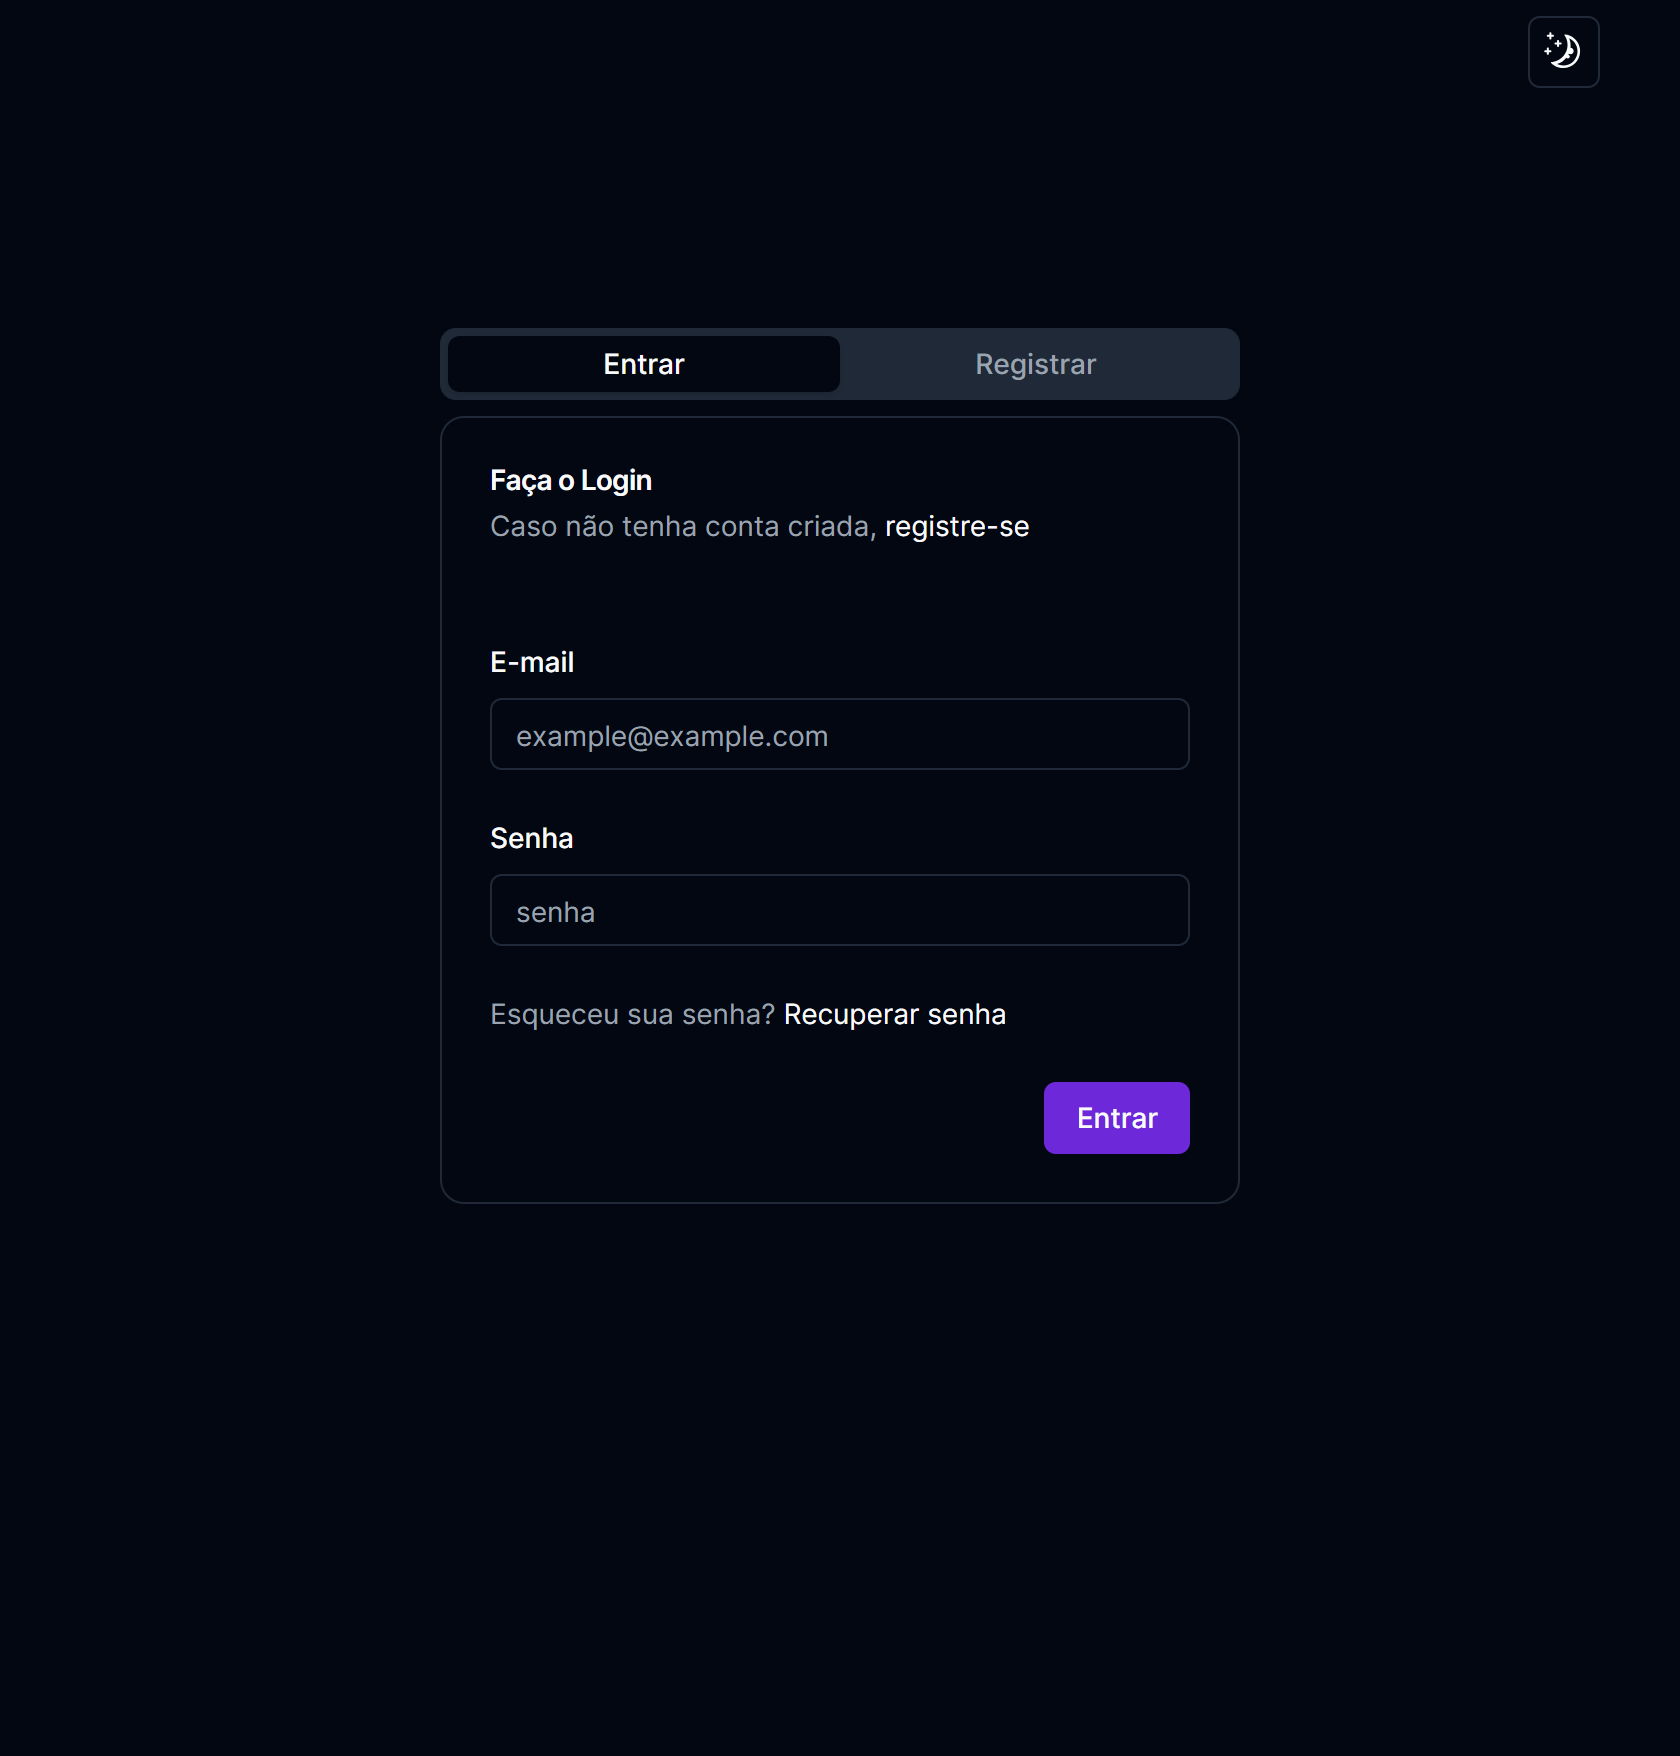 Entrar
Registrar
Faça o Login
Caso não tenha conta criada, registre-se
E-mail
example@example.com
Senha
senha
Esqueceu sua senha? Recuperar senha
Entrar